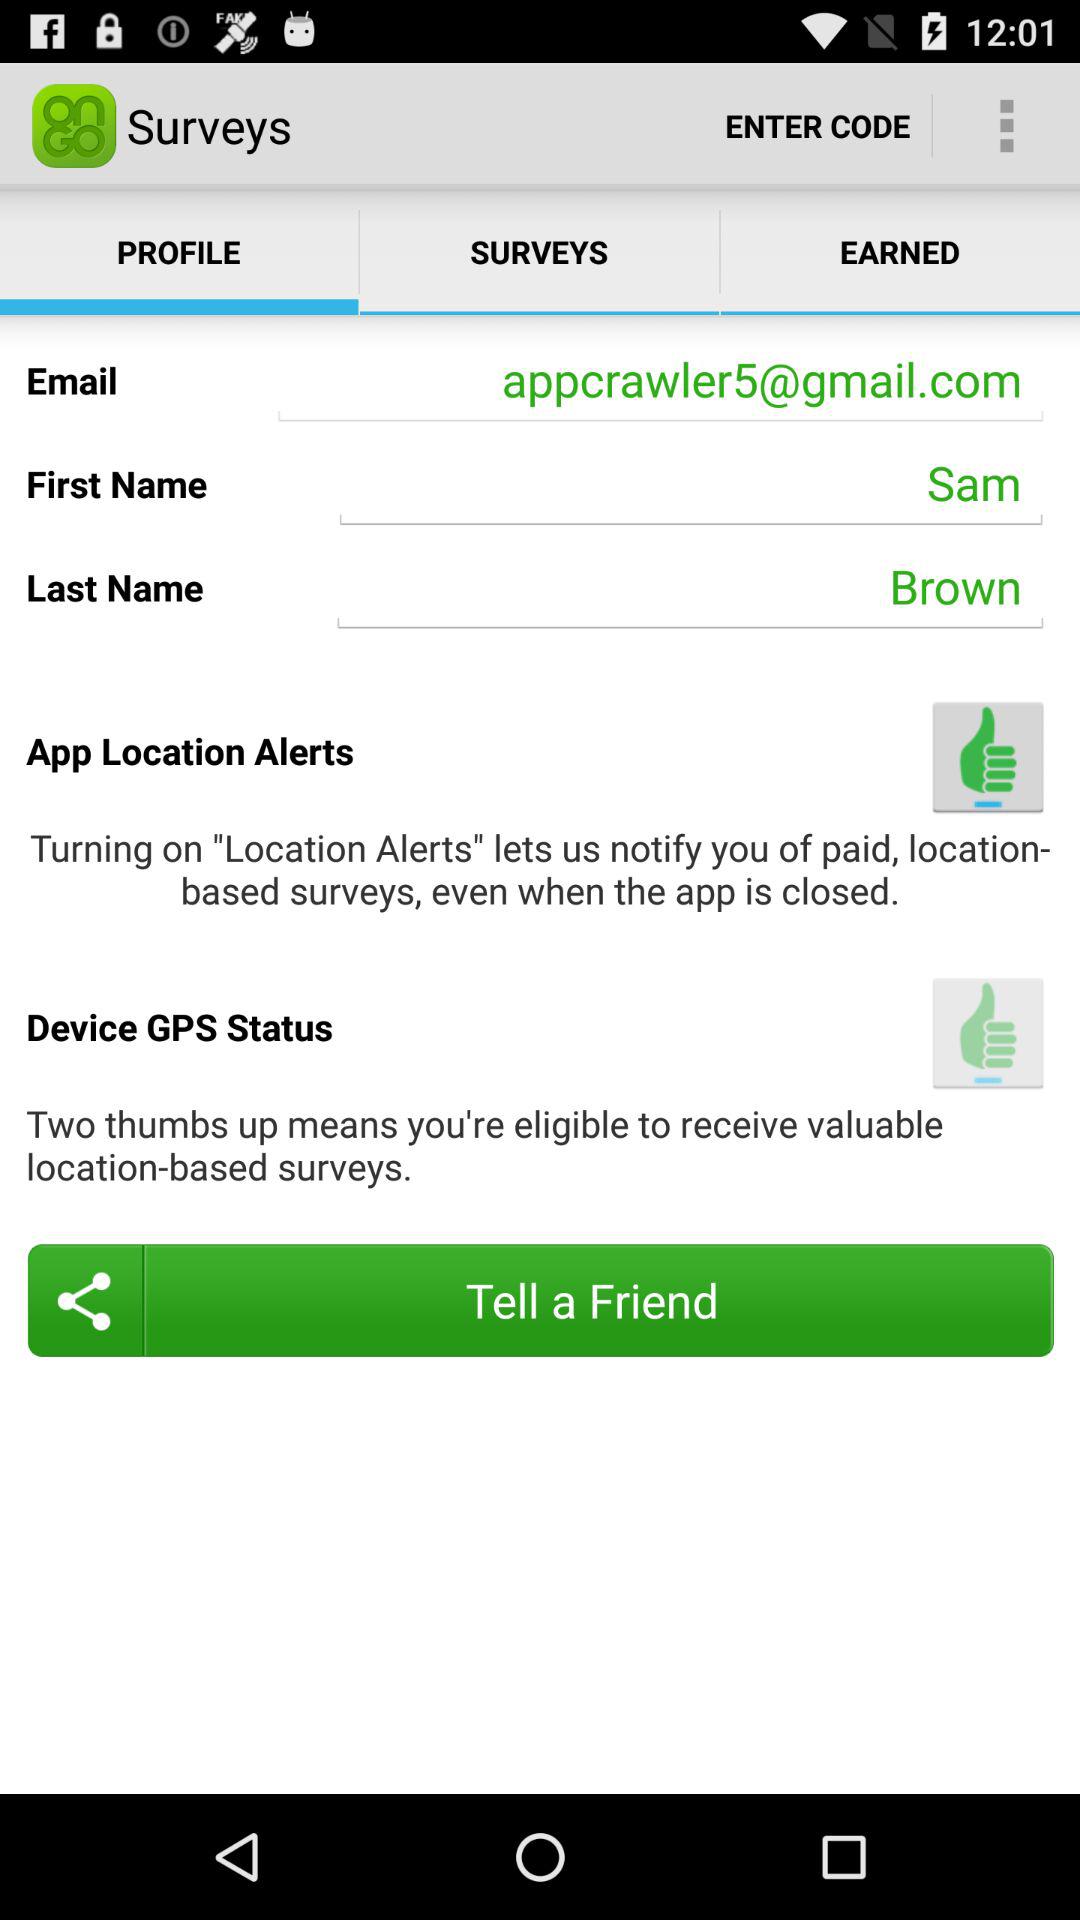 FAKE
12:01
on
GO
Surveys
ENTER CODE
PROFILE
SURVEYS
EARNED
Email
appcrawler5@gmail.com
First Name
Sam
Last Name
Brown
App Location Alerts
Turning on "Location Alerts" lets us notify you of paid, location-
based surveys, even when the app is closed.
Device GPS Status
Two thumbs up means you're eligible to receive valuable
location-based surveys.
Tell a Friend